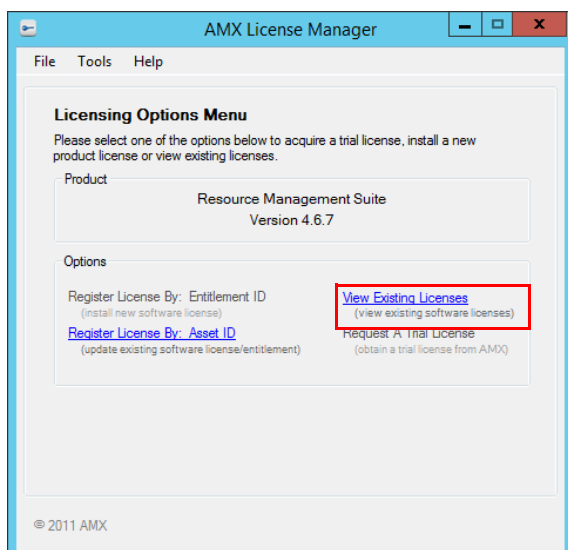 AMX License Manager
File Tools Help
Licensing Options Menu
Please select one of the options below to acquire a trial license, install a new
product license or view existing licenses.
Product
Resource Management Suite
Version 4.6.7
Options
Register License By: Entitlement ID
(install new software license)
Register License By: Asset ID
(update existing software license/entitlement)
View Existing Licenses
(view existing software licenses)
Request A Trial License
(obtain a trial license from AMX)
© 2011 AMX